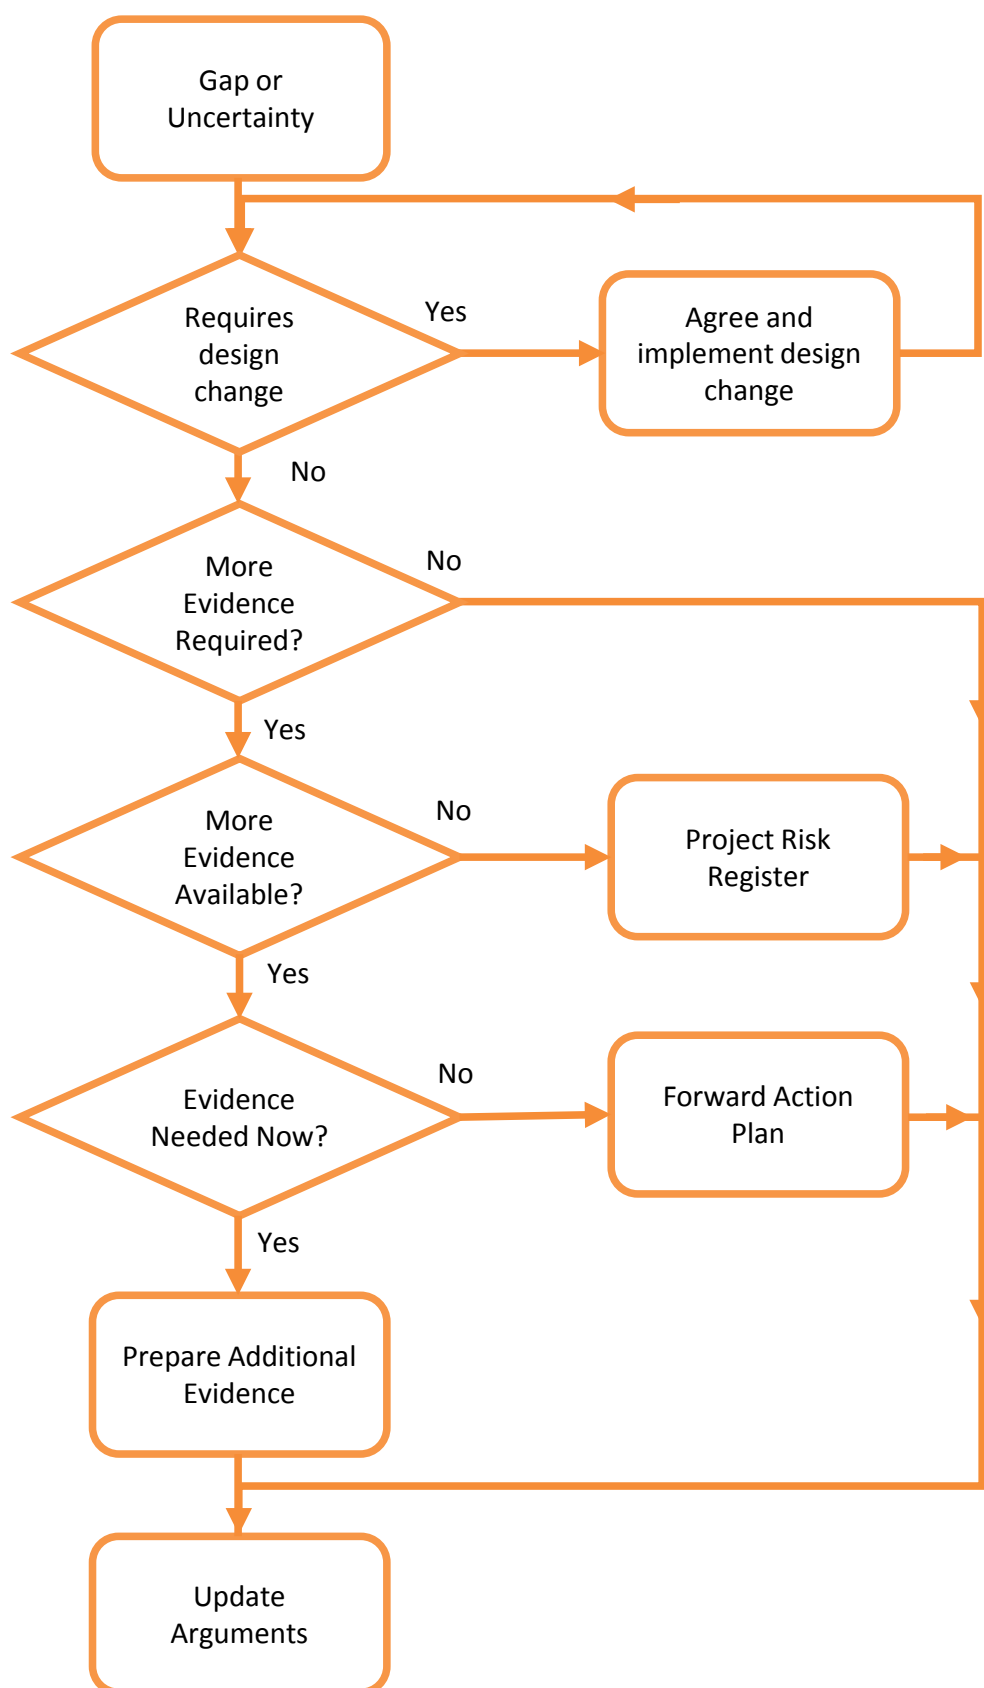 Gap or
Uncertainty
Requires
design
change
Yes
Agree and
implement design
change
No
More
Evidence
Required?
No
Yes
More
Evidence
Available?
No
Project Risk
Register
Yes
Evidence
Needed Now?
No
Forward Action
Plan
Yes
Prepare Additional
Evidence
Update
Arguments